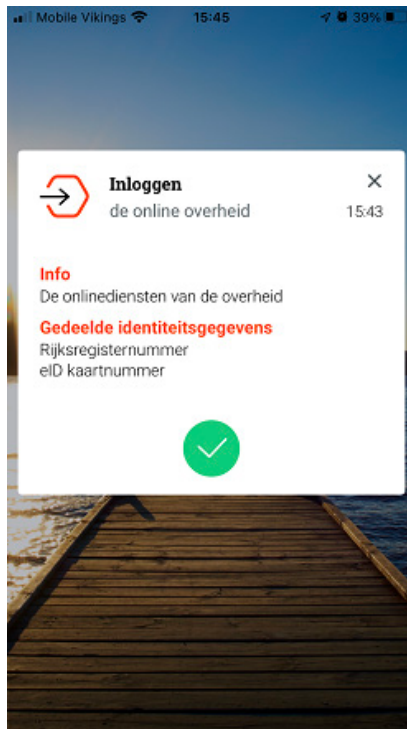 Mobile Vikings 15:45 39%
Inloggen
de online overheid 15:43
Info
De onlinediensten van de overheid
Gedeelde identiteitsgegevens
Rijksregisternummer
eID kaartnummer